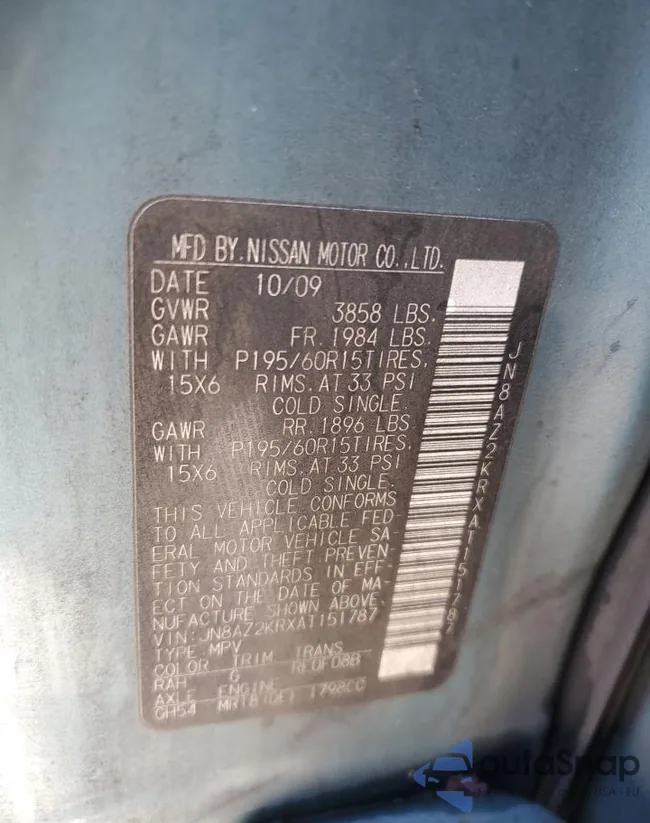 MFD BY. NISSAN MOTOR CO., LTD.
DATE 10/09
GVWR 3858 LBS.
GAWR FR. 1984 LBS.
WITH P195/60R15TIRES,
15X6 RIMS. AT 33 PSI
COLD SINGLE.
GAWR RR. 1896 LBS
WITH P195/60R15TIRES,
15X6 RIMS. AT 33 PSI
COLD SINGLE.
THIS VEHICLE CONFORMS
TO ALL APPLICABLE FED
ERAL MOTOR VEHICLE SA-
FETY AND THEFT PREVEN-
TION STANDARDS IN EFF-
ECT ON THE DATE OF MA-
NUFACTURE SHOWN ABOVE.
VIN: JN8AZ2KRXAT151787
TYPE: MPV
COLOR TRIM TRANS
RAH G RE0F08B
AXLE ENGINE
GH54 1798CC
JN8AZ2KRXAT151787
autoSnap